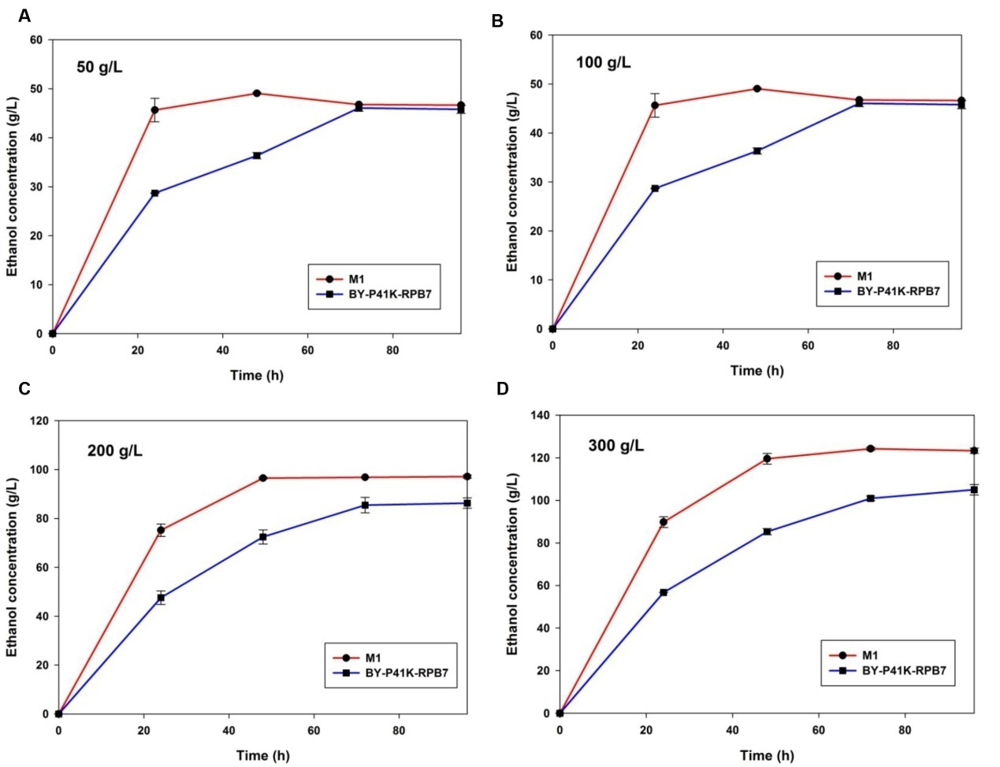 A
50 g/L
Ethanol concentration (g/L)
60
50
40
30
20
10
0
0 20 40 60 80
Time (h)
M1
BY-P41K-RPB7
B
100 g/L
Ethanol concentration (g/L)
60
50
40
30
20
10
0
0 20 40 60 80
Time (h)
M1
BY-P41K-RPB7
C
200 g/L
Ethanol concentration (g/L)
120
100
80
60
40
20
0
0 20 40 60 80
Time (h)
M1
BY-P41K-RPB7
D
300 g/L
Ethanol concentration (g/L)
140
120
100
80
60
40
20
0
0 20 40 60 80
Time (h)
M1
BY-P41K-RPB7